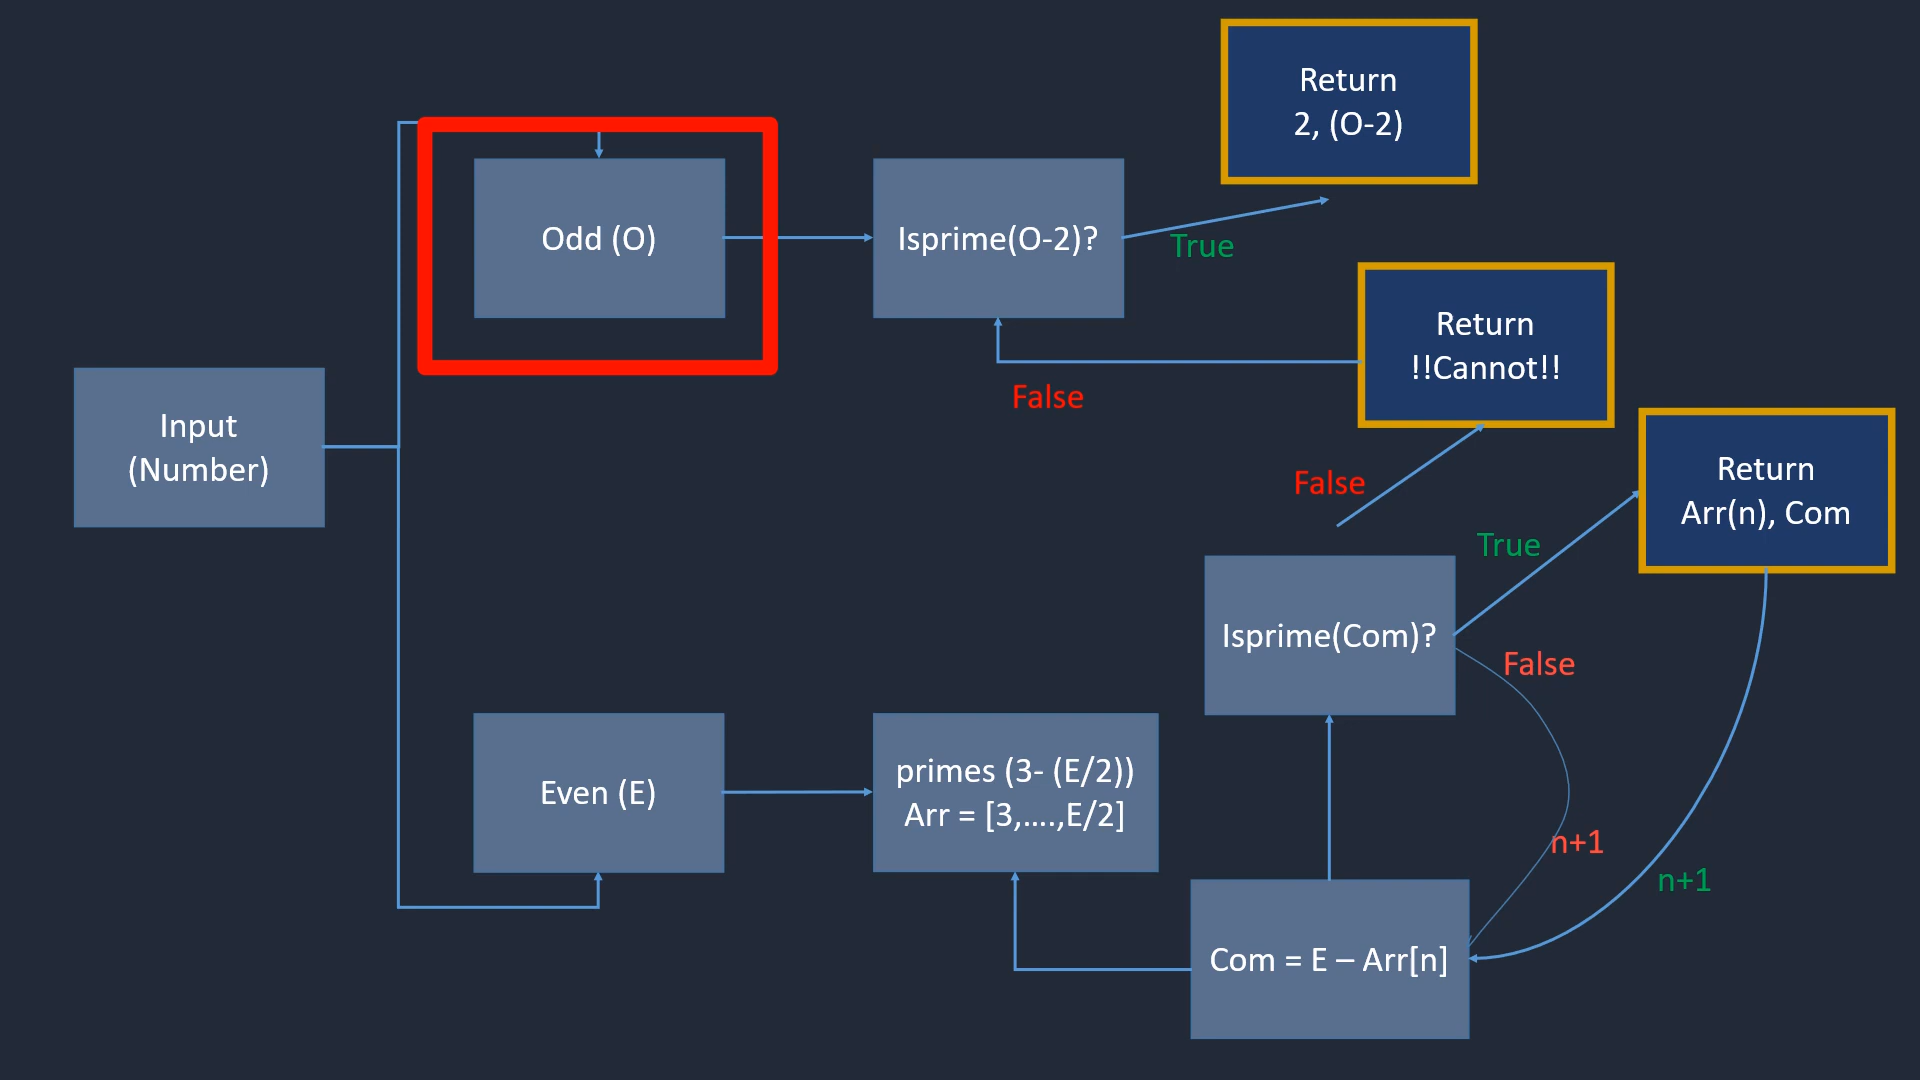 Return
2, (O-2)
Odd (O)
Isprime(O-2)?
True
Return
!!Cannot!!
False
Input
(Number)
False
Return
Arr(n), Com
True
Isprime(Com)?
False
Even (E)
primes (3- (E/2))
Arr = [3,....,E/2]
n+1
n+1
Com = E – Arr[n]